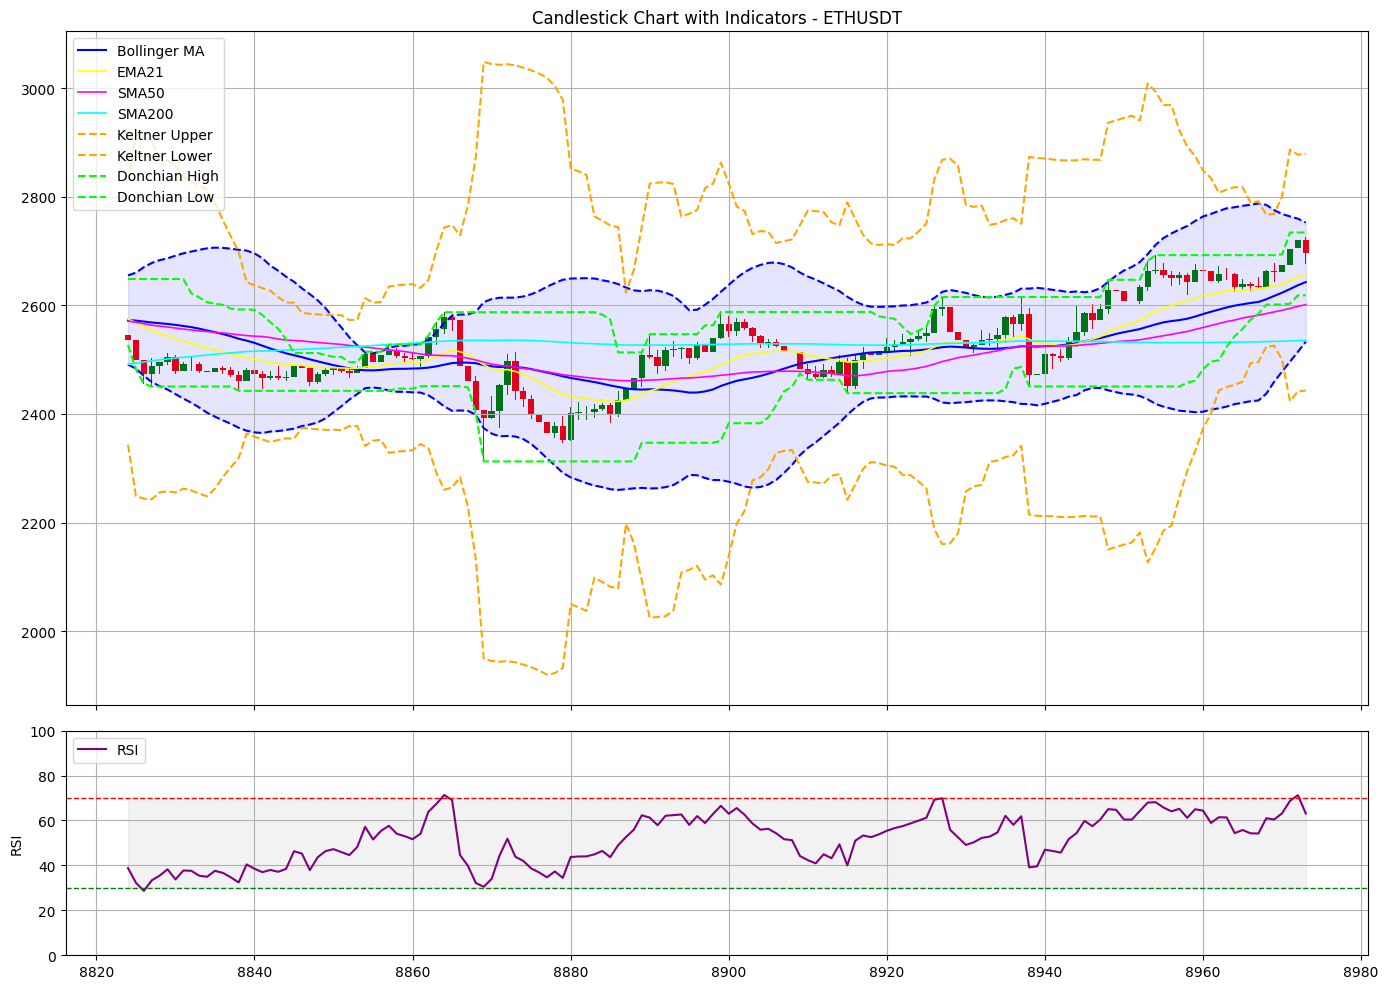 Candlestick Chart with Indicators - ETHUSDT
Bollinger MA
EMA21
SMA50
SMA200
Keltner Upper
Keltner Lower
Donchian High
Donchian Low
3000
2800
2600
2400
2200
2000
RSI
100
80
60
40
20
0
RSI
8820
8840
8860
8880
8900
8920
8940
8960
8980